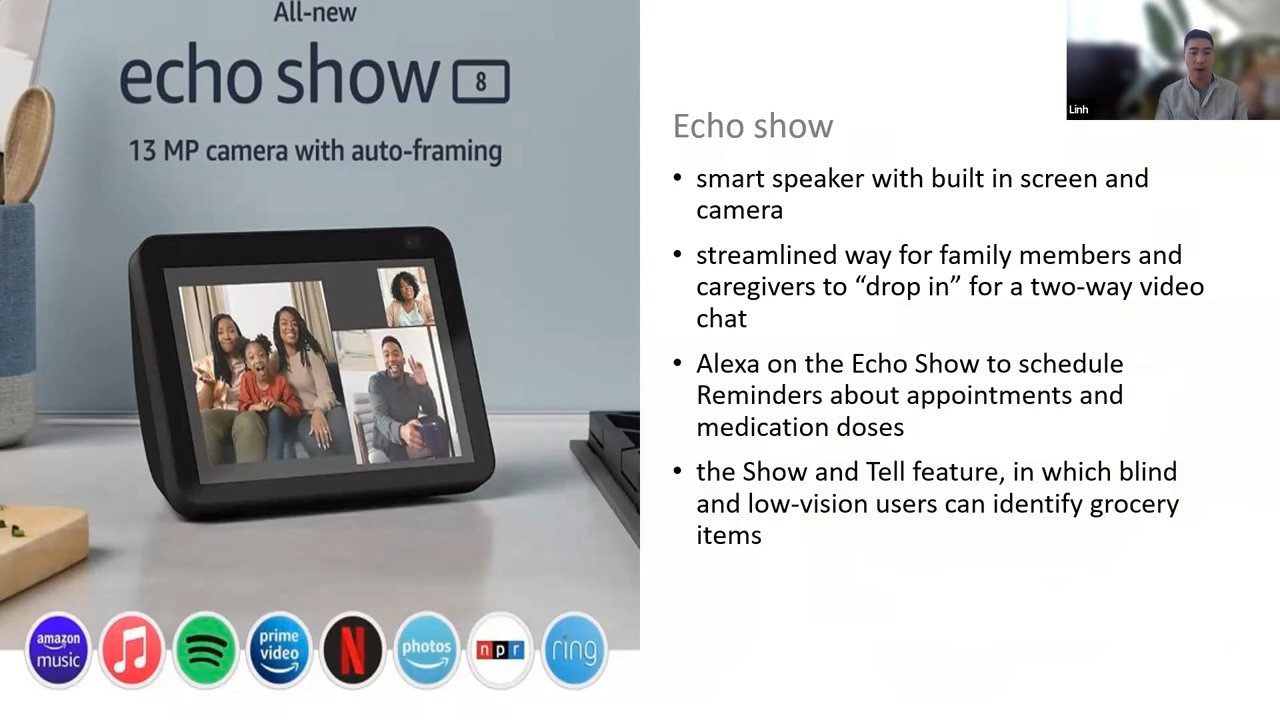 All-new
echo show 8
13 MP camera with auto-framing
amazon music
prime video
N
photos
npr
ring
Linh
Echo show
• smart speaker with built in screen and
camera
• streamlined way for family members and
caregivers to “drop in” for a two-way video
chat
• Alexa on the Echo Show to schedule
Reminders about appointments and
medication doses
• the Show and Tell feature, in which blind
and low-vision users can identify grocery
items